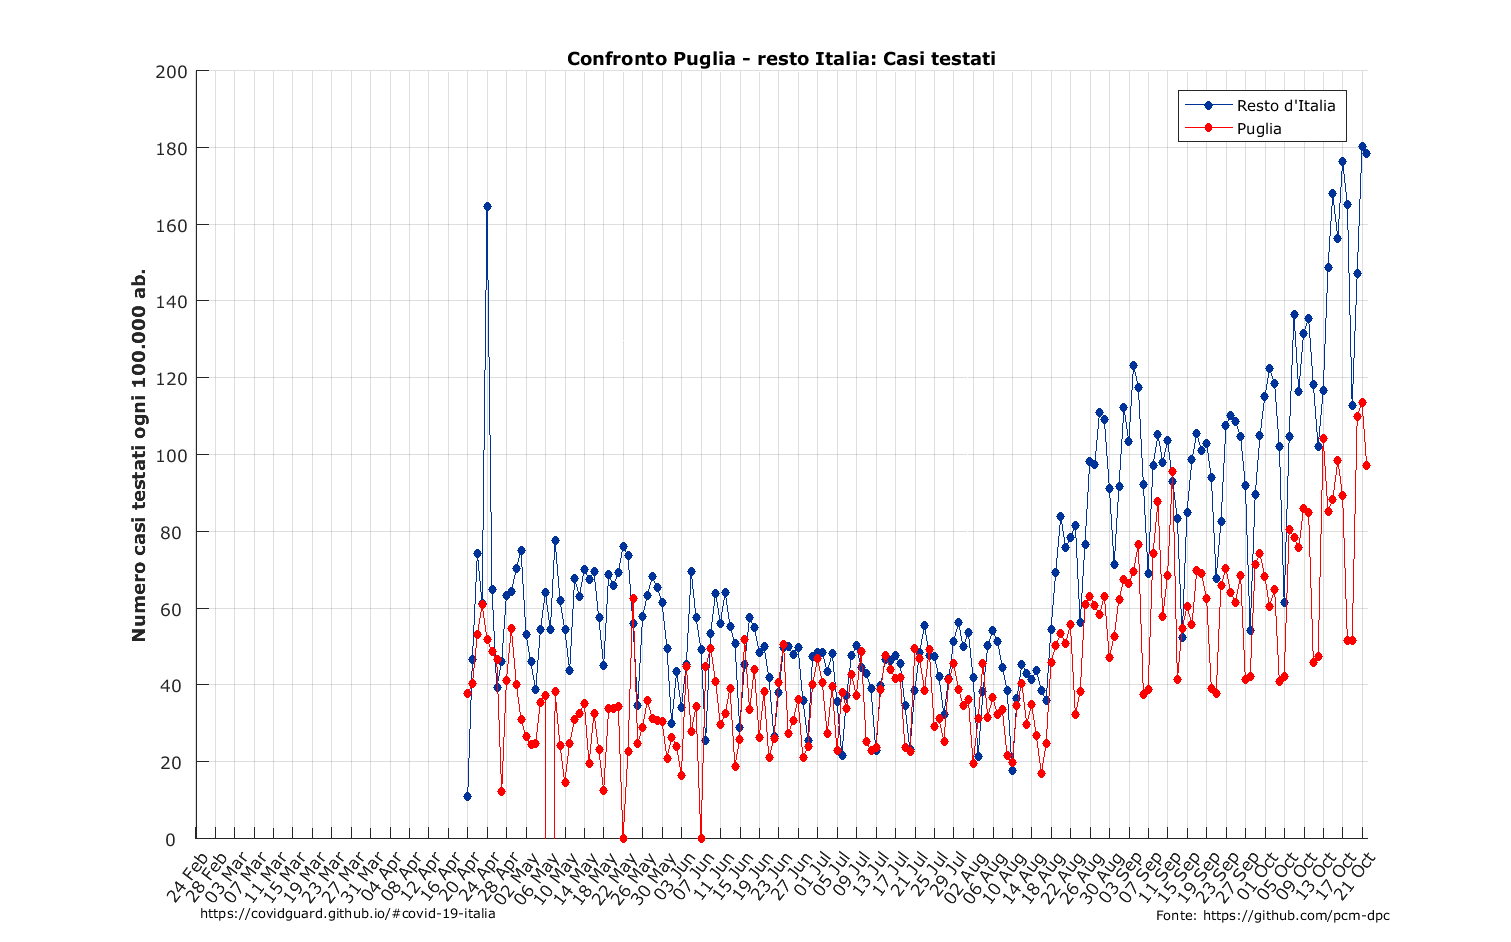 Confronto Puglia - resto Italia: Casi testati
Resto d'Italia
Puglia
Numero casi testati ogni 100.000 ab.
200
180
160
140
120
100
80
60
40
20
0
24 Feb
28 Feb
03 Mar
07 Mar
11 Mar
15 Mar
19 Mar
23 Mar
27 Mar
31 Mar
04 Apr
08 Apr
12 Apr
16 Apr
20 Apr
24 Apr
28 Apr
02 May
06 May
10 May
14 May
18 May
22 May
26 May
30 May
03 Jun
07 Jun
11 Jun
15 Jun
19 Jun
23 Jun
27 Jun
01 Jul
05 Jul
09 Jul
13 Jul
17 Jul
21 Jul
25 Jul
29 Jul
02 Aug
06 Aug
10 Aug
14 Aug
18 Aug
22 Aug
26 Aug
30 Aug
03 Sep
07 Sep
11 Sep
15 Sep
19 Sep
23 Sep
27 Sep
01 Oct
05 Oct
09 Oct
13 Oct
17 Oct
21 Oct
https://covidguard.github.io/#covid-19-italia
Fonte: https://github.com/pcm-dpc